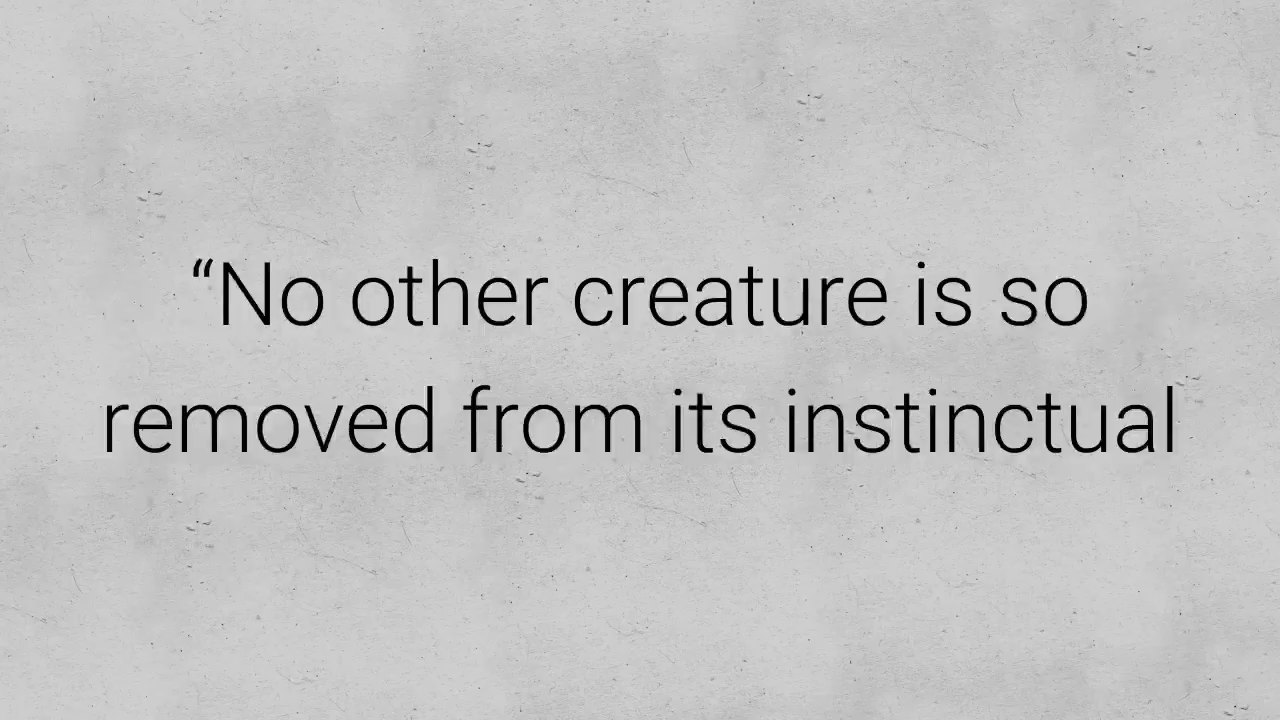 “No other creature is so
removed from its instinctual